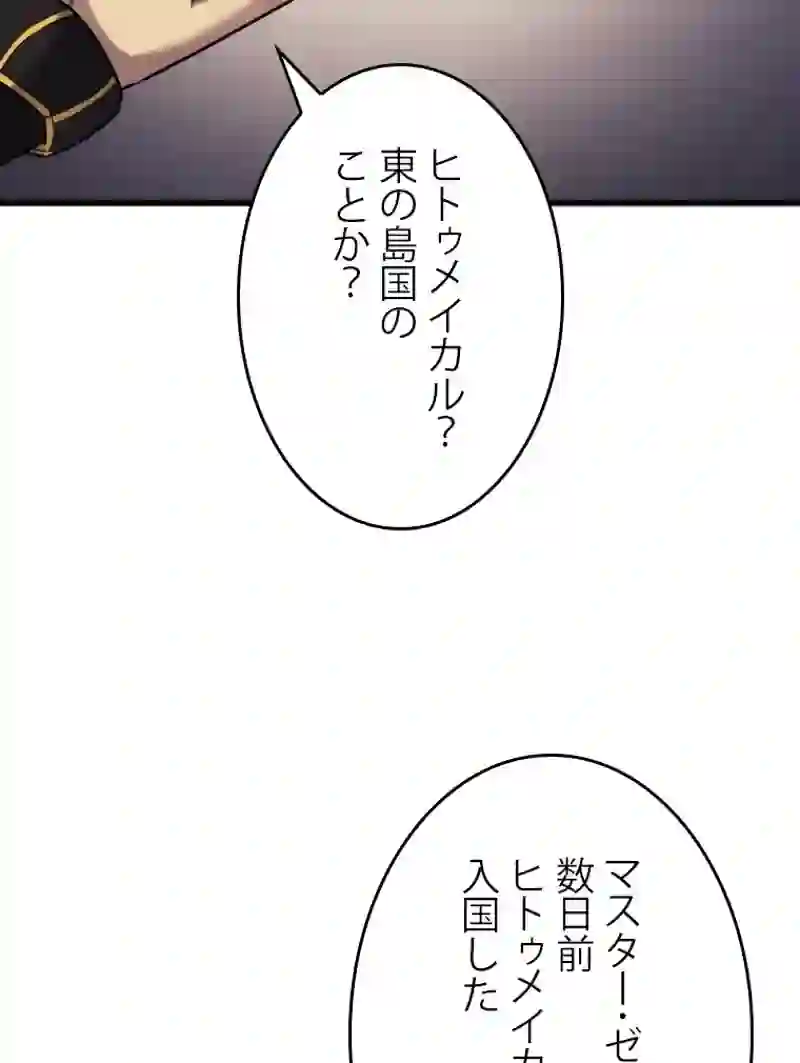 ヒトゥメイカル？
東の島国の
ことか？
マスター・ゼ
数日前
ヒトゥメイカ
入国した